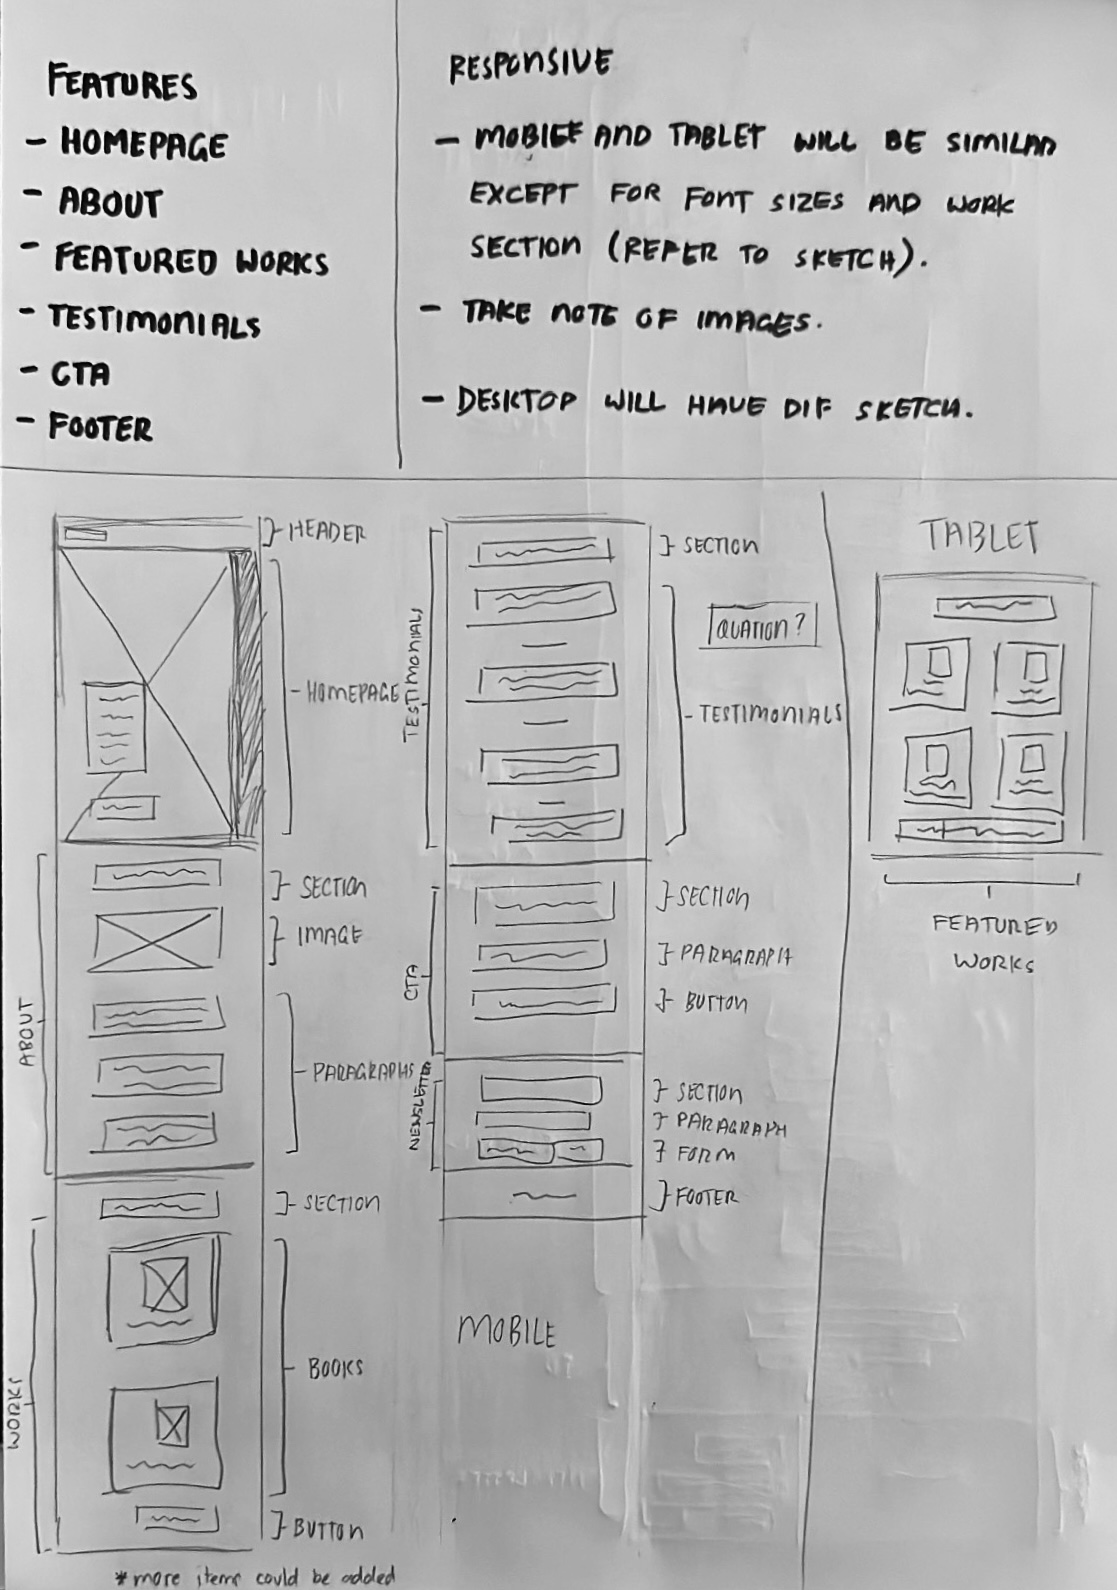 FEATURES
- HOMEPAGE
- ABOUT
- FEATURED WORKS
- TESTIMONIALS
- CTA
- FOOTER
RESPONSIVE
- MOBILE AND TABLET WILL BE SIMILAR
EXCEPT FOR FONT SIZES AND WORK
SECTION (REFER TO SKETCH).
- TAKE NOTE OF IMAGES.
- DESKTOP WILL HAVE DIF SKETCH.
HEADER
HOMEPAGE
ABOUT
SECTION
IMAGE
PARAGRAPHS
WORKS
SECTION
BOOKS
BUTTON
*more items could be added
TESTIMONIALS
SECTION
QUATION?
TESTIMONIALS
CTA
SECTION
PARAGRAPH
BUTTON
NEWSLETTER
SECTION
PARAGRAPH
FORM
FOOTER
MOBILE
TABLET
FEATURED
WORKS